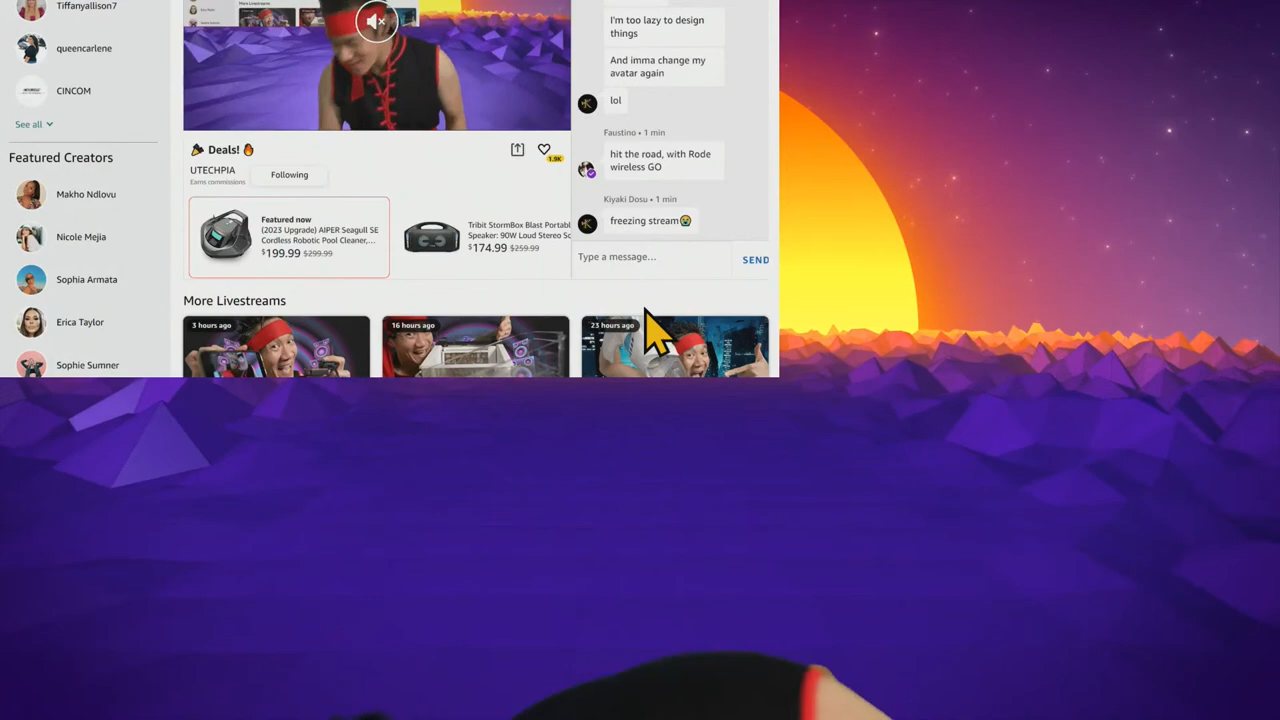 Tiffanyallison7
queencarlene
CINCOM
See all
Featured Creators
Makho Ndlovu
Nicole Mejia
Sophia Armata
Erica Taylor
Sophie Sumner
Deals!
1.9K
UTECHPIA
Earns commissions
Following
Featured now
(2023 Upgrade) AIPER Seagull SE
Cordless Robotic Pool Cleaner,...
$199.99 $299.99
Tribit StormBox Blast Portabl
Speaker: 90W Loud Stereo So
$174.99 $259.99
More Livestreams
3 hours ago
16 hours ago
23 hours ago
I'm too lazy to design
things
And imma change my
avatar again
lol
Faustino • 1 min
hit the road, with Rode
wireless GO
Kiyaki Dosu • 1 min
freezing stream😭
Type a message...
SEND